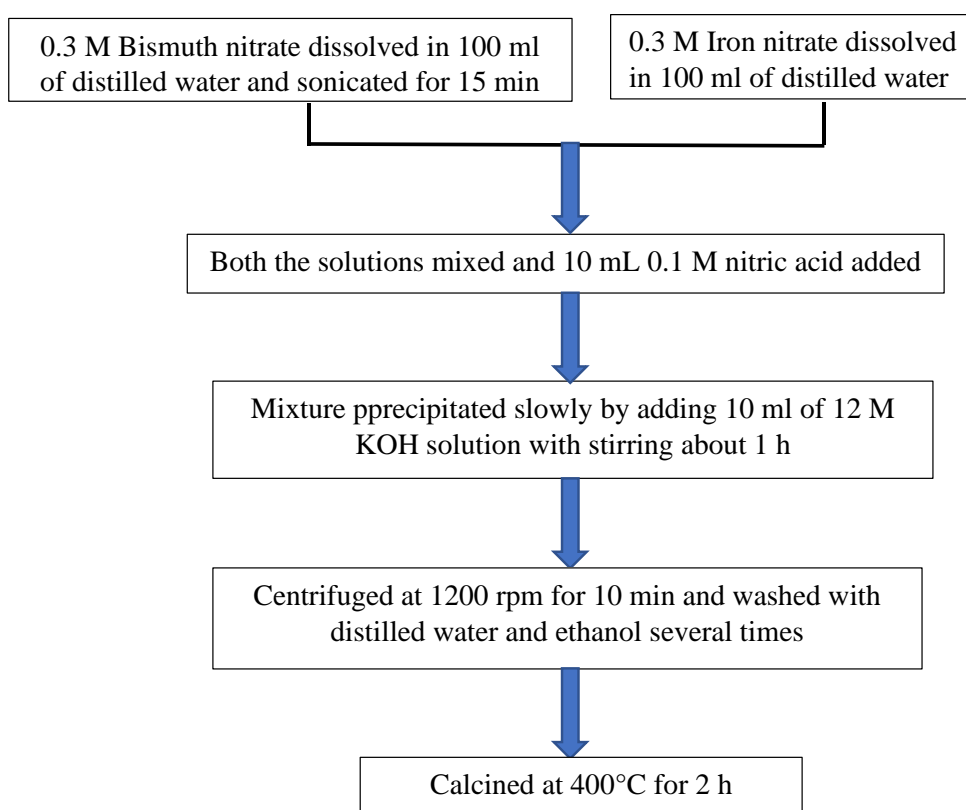 0.3 M Bismuth nitrate dissolved in 100 ml
of distilled water and sonicated for 15 min
0.3 M Iron nitrate dissolved
in 100 ml of distilled water
Both the solutions mixed and 10 mL 0.1 M nitric acid added
Mixture pprecipitated slowly by adding 10 ml of 12 M
KOH solution with stirring about 1 h
Centrifuged at 1200 rpm for 10 min and washed with
distilled water and ethanol several times
Calcined at 400°C for 2 h